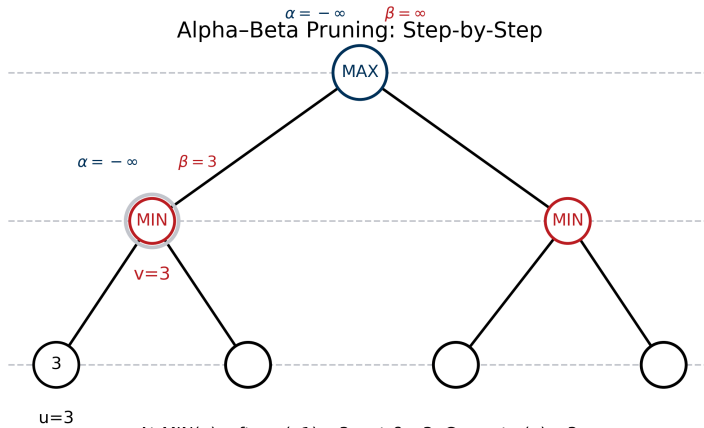 α = −∞ β = ∞
Alpha–Beta Pruning: Step-by-Step
MAX
α = −∞ β = 3
MIN
MIN
v=3
3
u=3